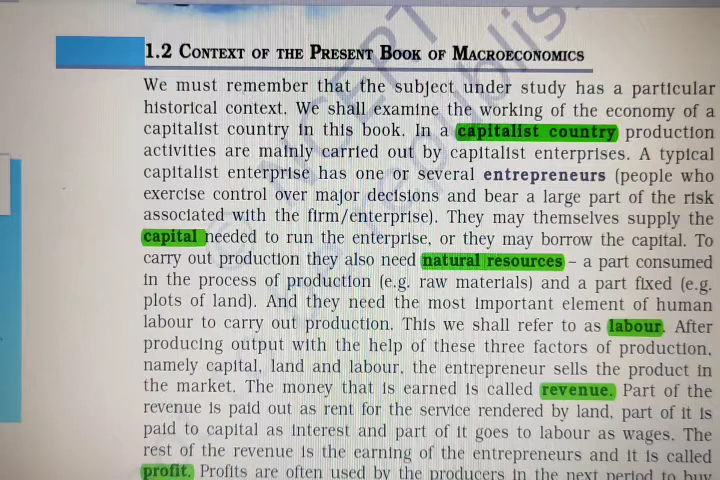 1.2 CONTEXT OF THE PRESENT BOOK OF MACROECONOMICS
We must remember that the subject under study has a particular
historical context. We shall examine the working of the economy of a
capitalist country in this book. In a capitalist country production
activities are mainly carried out by capitalist enterprises. A typical
capitalist enterprise has one or several entrepreneurs (people who
exercise control over major decisions and bear a large part of the risk
associated with the firm/enterprise). They may themselves supply the
capital needed to run the enterprise, or they may borrow the capital. To
carry out production they also need natural resources – a part consumed
in the process of production (e.g. raw materials) and a part fixed (e.g.
plots of land). And they need the most important element of human
labour to carry out production. This we shall refer to as labour. After
producing output with the help of these three factors of production,
namely capital, land and labour, the entrepreneur sells the product in
the market. The money that is earned is called revenue. Part of the
revenue is paid out as rent for the service rendered by land, part of it is
paid to capital as interest and part of it goes to labour as wages. The
rest of the revenue is the earning of the entrepreneurs and it is called
profit. Profits are often used by the producers in the next period to buy